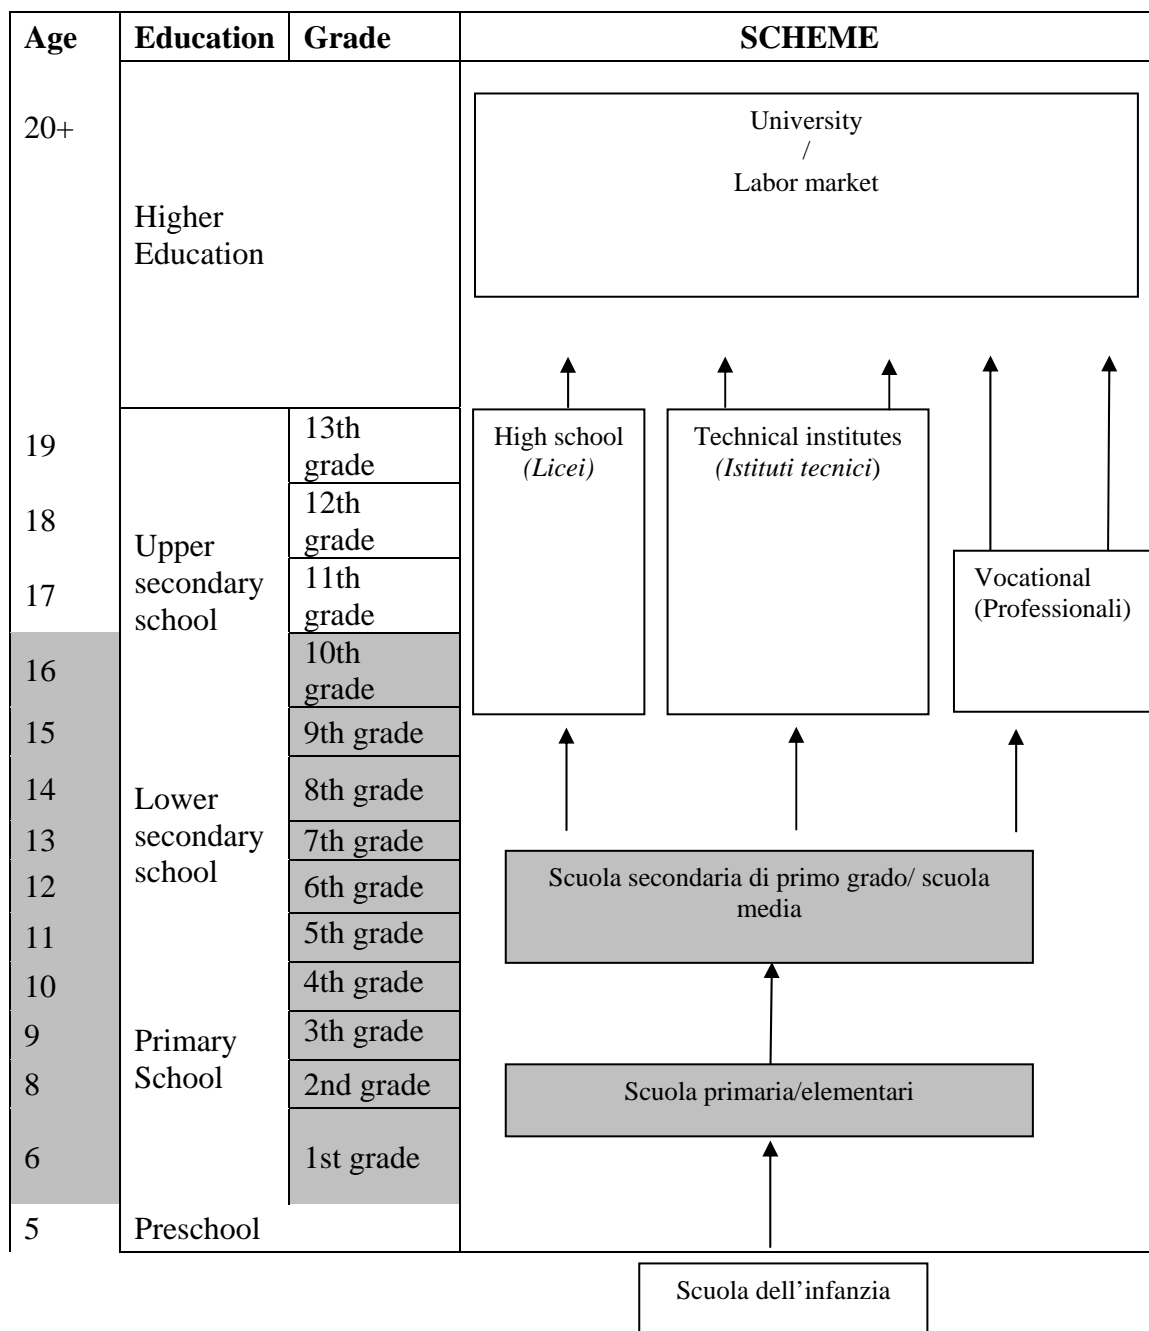 Age Education Grade SCHEME
20+
Higher
Education
University
/
Labor market
19
18
17
16
15
14
13
12
11
10
9
8
6
5
Upper
secondary
school
Lower
secondary
school
Primary
School
Preschool
13th
grade
12th
grade
11th
grade
10th
grade
9th grade
8th grade
7th grade
6th grade
5th grade
4th grade
3th grade
2nd grade
1st grade
High school
(Licei)
Technical institutes
(Istituti tecnici)
Vocational
(Professionali)
Scuola secondaria di primo grado/ scuola
media
Scuola primaria/elementari
Scuola dell’infanzia